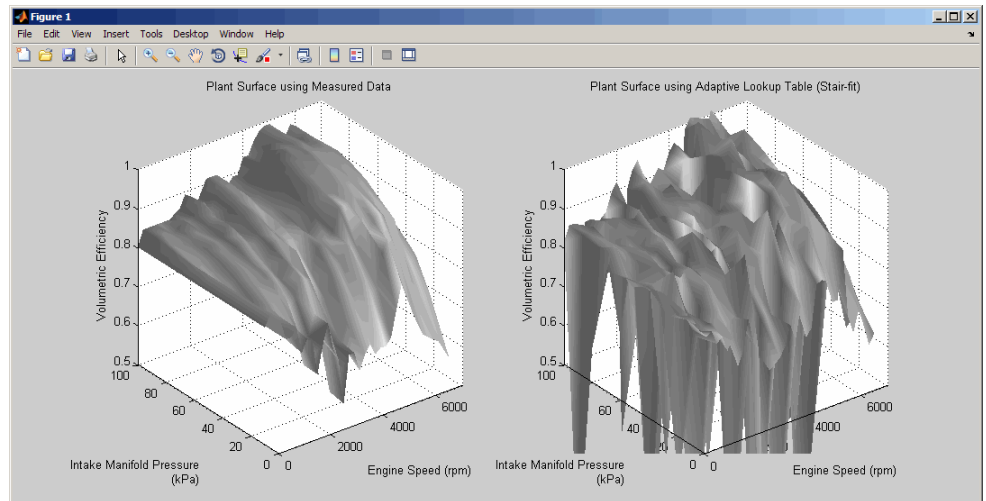 Figure 1
File Edit View Insert Tools Desktop Window Help
Plant Surface using Measured Data
1
0.9
0.8
0.7
0.6
0.5
Volumetric Efficiency
100
80
60
40
20
0
Intake Manifold Pressure
(kPa)
0
2000
4000
6000
Engine Speed (rpm)
Plant Surface using Adaptive Lookup Table (Stair-fit)
1
0.9
0.8
0.7
0.6
0.5
Volumetric Efficiency
100
60
40
0
Intake Manifold Pressure
(kPa)
0
4000
6000
Engine Speed (rpm)